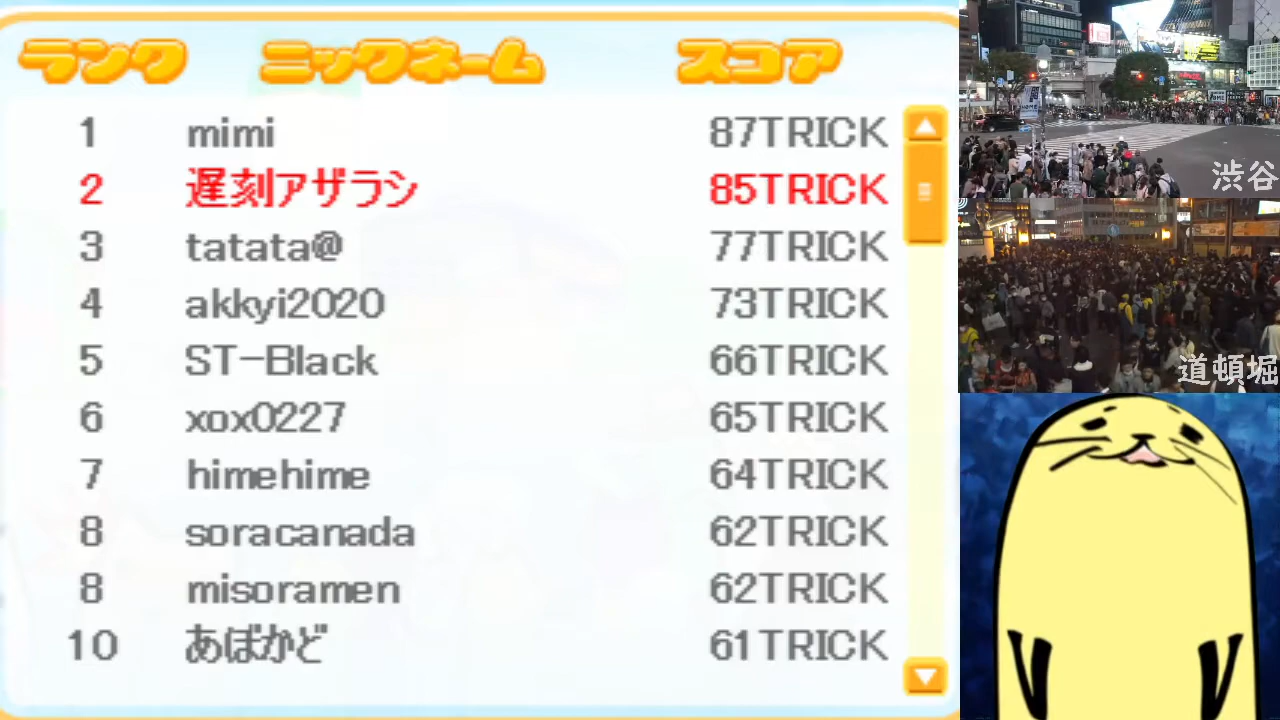 ランク ニックネーム スコア
1 mimi 87TRICK
2 遅刻アザラシ 85TRICK
3 tatata@ 77TRICK
4 akkyi2020 73TRICK
5 ST-Black 66TRICK
6 xox0227 65TRICK
7 himehime 64TRICK
8 soracanada 62TRICK
8 misoramen 62TRICK
10 あぼかど 61TRICK
渋谷
道頓堀